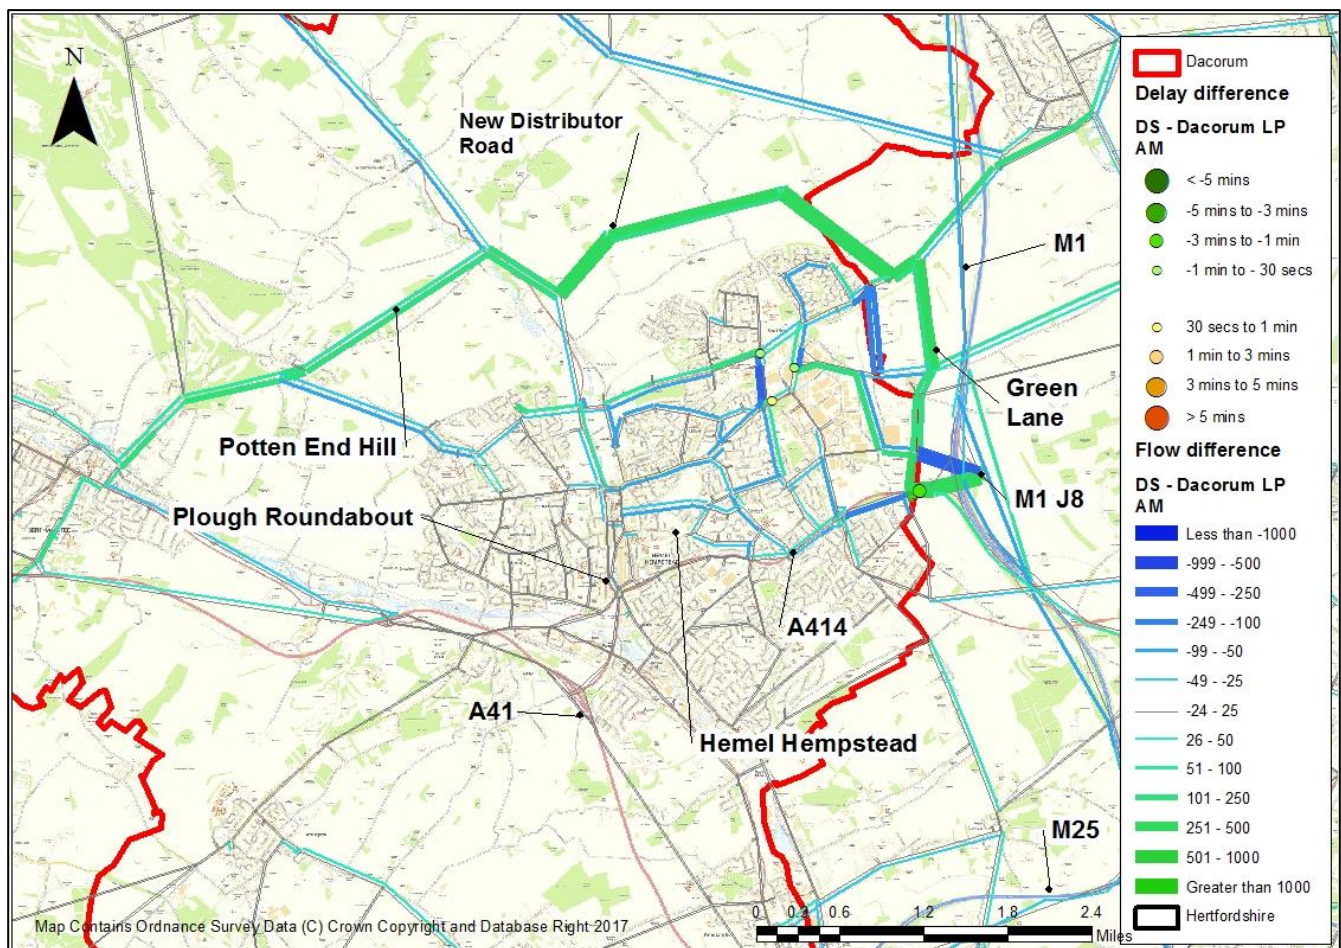 N
New Distributor
Road
M1
Green
Lane
Potten End Hill
Plough Roundabout
M1 J8
HEMEL
HEMPSTEAD
A414
A41
Hemel Hempstead
M25
Map Contains Ordnance Survey Data (C) Crown Copyright and Database Right 2017
0 0.3 0.6 1.2 1.8 2.4
Miles
Dacorum
Delay difference
DS - Dacorum LP
AM
< -5 mins
-5 mins to -3 mins
-3 mins to -1 min
-1 min to - 30 secs
30 secs to 1 min
1 min to 3 mins
3 mins to 5 mins
> 5 mins
Flow difference
DS - Dacorum LP
AM
Less than -1000
-999 - -500
-499 - -250
-249 - -100
-99 - -50
-49 - -25
-24 - 25
26 - 50
51 - 100
101 - 250
251 - 500
501 - 1000
Greater than 1000
Hertfordshire